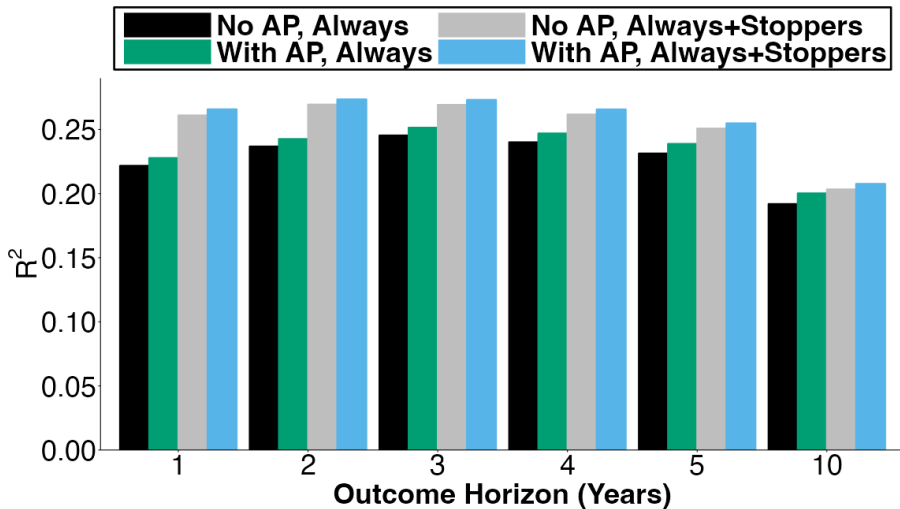 No AP, Always No AP, Always+Stoppers
With AP, Always With AP, Always+Stoppers
0.25
0.20
0.15
0.10
0.05
0.00
R²
1 2 3 4 5 10
Outcome Horizon (Years)